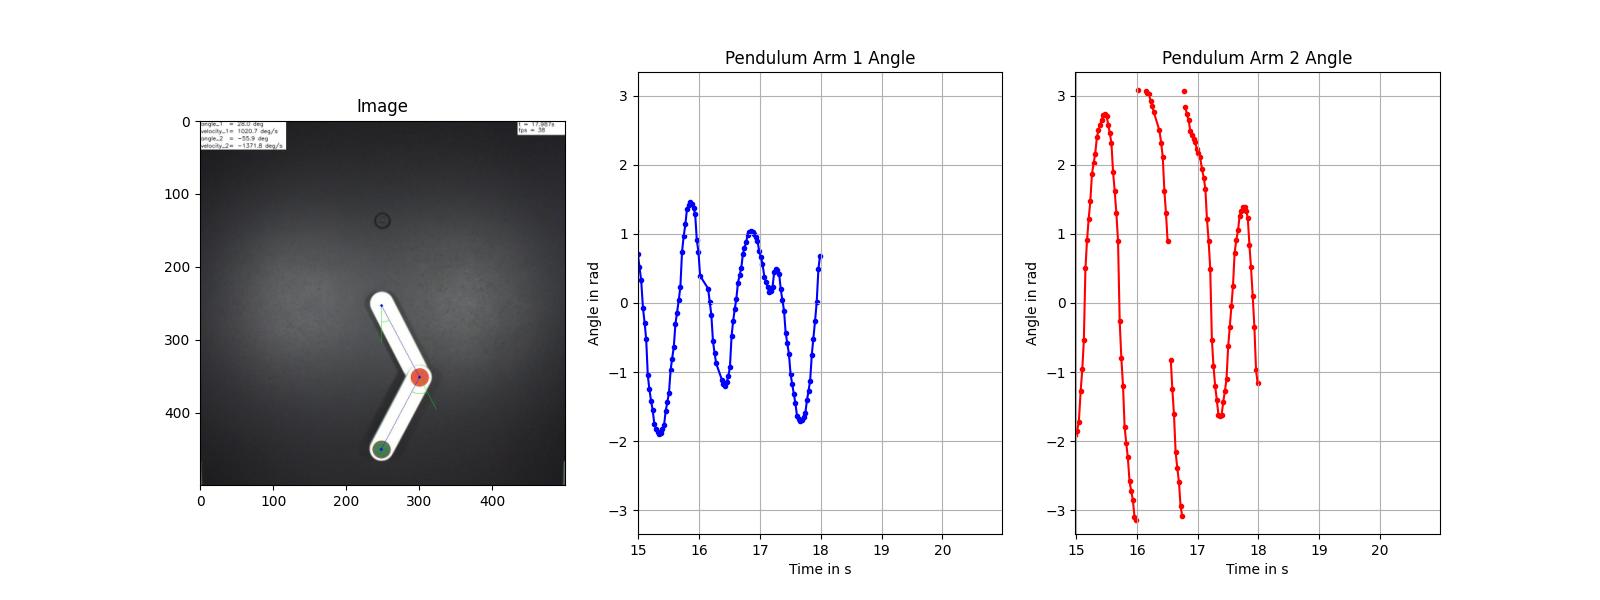 Image
angle_1 = 28.0 deg
velocity_1= 1020.7 deg/s
angle_2 = -55.9 deg
velocity_2= -1371.8 deg/s
t = 17.987s
fps = 38
0
100
200
300
400
0 100 200 300 400
Pendulum Arm 1 Angle
Angle in rad
3
2
1
0
−1
−2
−3
15 16 17 18 19 20
Time in s
Pendulum Arm 2 Angle
Angle in rad
3
2
1
0
−1
−2
−3
15 16 17 18 19 20
Time in s